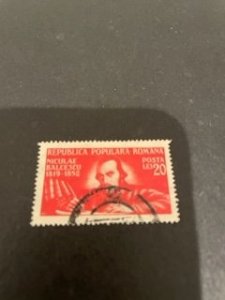 REPUBLICA POPULARA ROMANA
NICOLAE
BALCESCU
1819-1852
POSTA
LEI 20